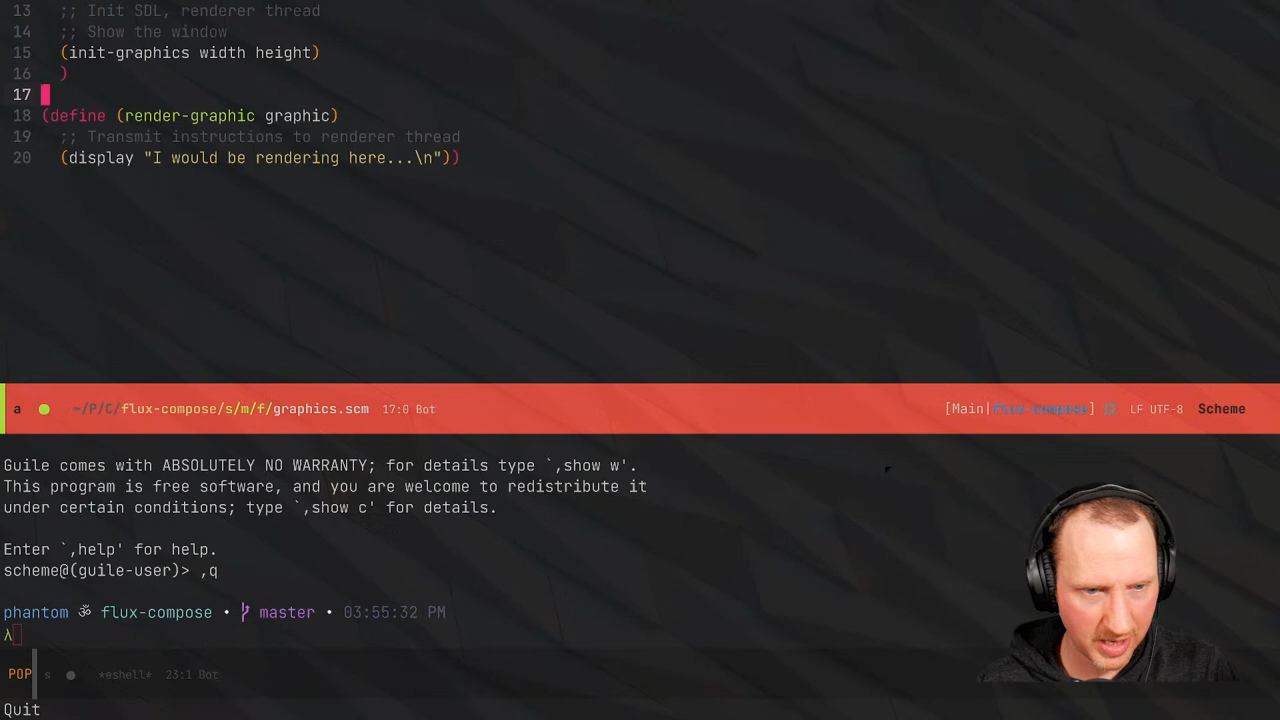 13 ;; Init SDL, renderer thread
14 ;; Show the window
15 (init-graphics width height)
16 )
17
18 (define (render-graphic graphic)
19 ;; Transmit instructions to renderer thread
20 (display "I would be rendering here...\n"))
a ~/P/C/flux-compose/s/m/f/graphics.scm 17:0 Bot [Main|flux-compose] LF UTF-8 Scheme
Guile comes with ABSOLUTELY NO WARRANTY; for details type `,show w'.
This program is free software, and you are welcome to redistribute it
under certain conditions; type `,show c' for details.
Enter `,help' for help.
scheme@(guile-user)> ,q
phantom ॐ flux-compose • master • 03:55:32 PM
λ
POP s *eshell* 23:1 Bot
Quit